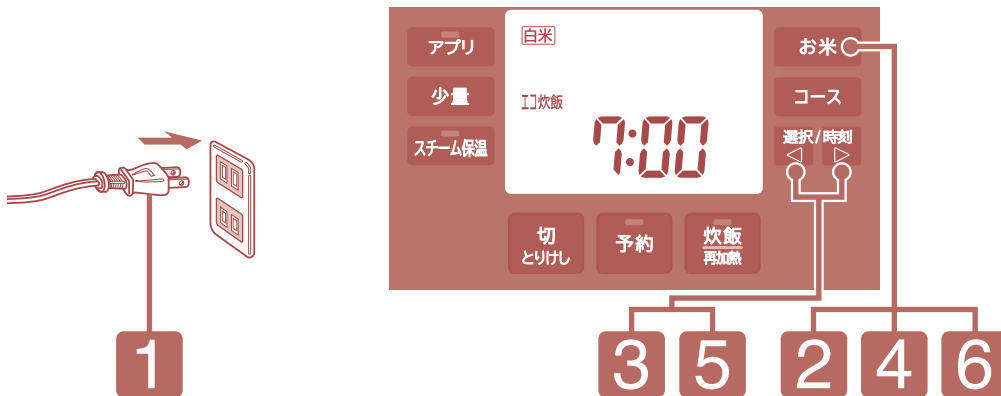 アプリ
少量
スチーム保温
白米
エコ炊飯
7:00
お米
コース
選択/時刻
◁ ▷
切
とりけし
予約
炊飯
再加熱
1
3 5 2 4 6